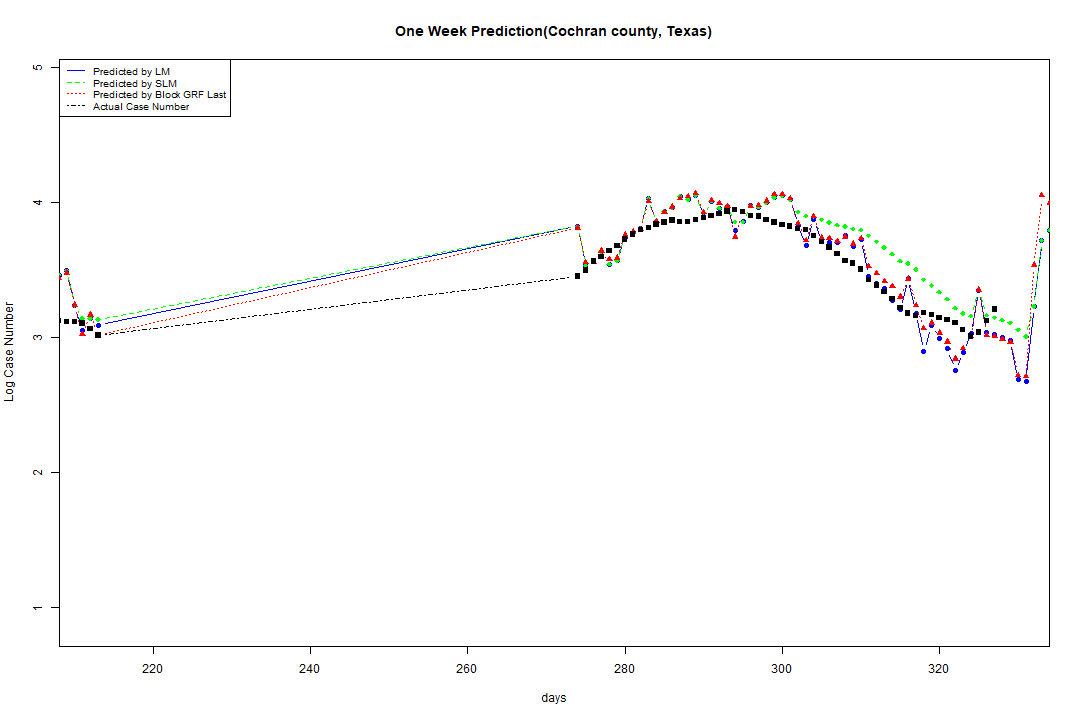 One Week Prediction(Cochran county, Texas)
Predicted by LM
Predicted by SLM
Predicted by Block GRF Last
Actual Case Number
5
4
3
2
1
Log Case Number
220 240 260 280 300 320
days